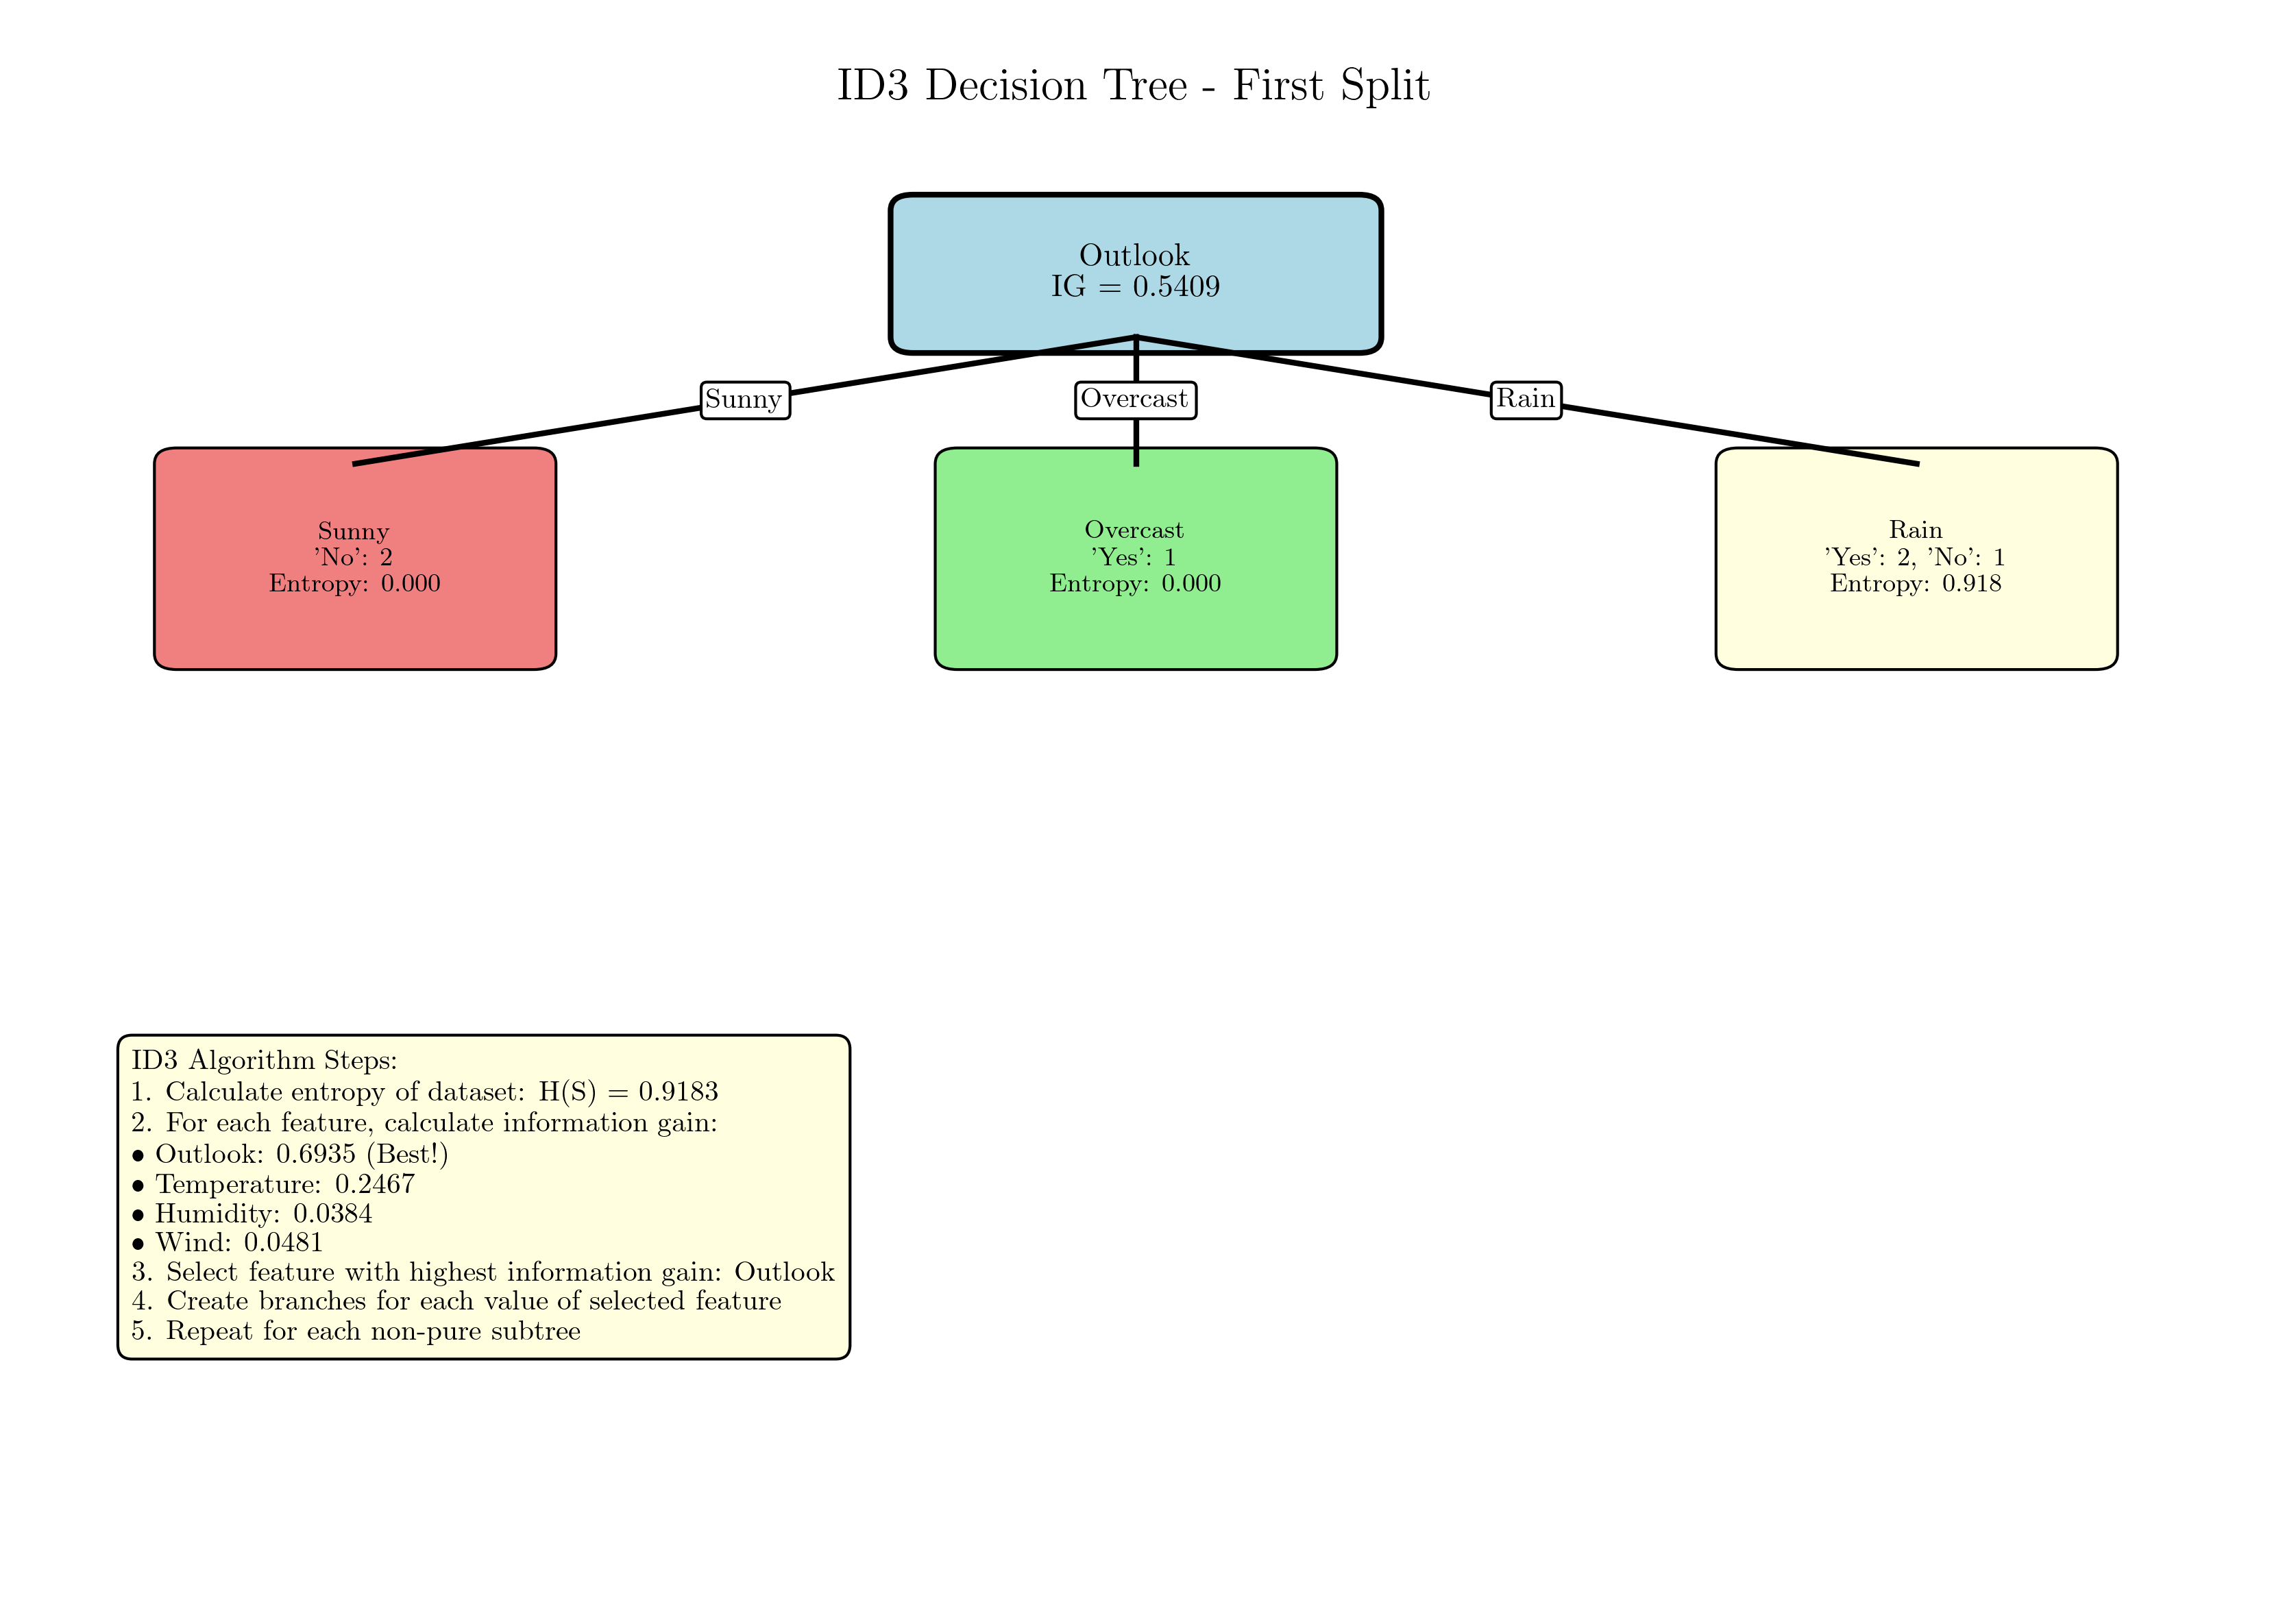 ID3 Decision Tree - First Split
Outlook
IG = 0.5409
Sunny
Overcast
Rain
Sunny
'No': 2
Entropy: 0.000
Overcast
'Yes': 1
Entropy: 0.000
Rain
'Yes': 2, 'No': 1
Entropy: 0.918
ID3 Algorithm Steps:
1. Calculate entropy of dataset: H(S) = 0.9183
2. For each feature, calculate information gain:
• Outlook: 0.6935 (Best!)
• Temperature: 0.2467
• Humidity: 0.0384
• Wind: 0.0481
3. Select feature with highest information gain: Outlook
4. Create branches for each value of selected feature
5. Repeat for each non-pure subtree